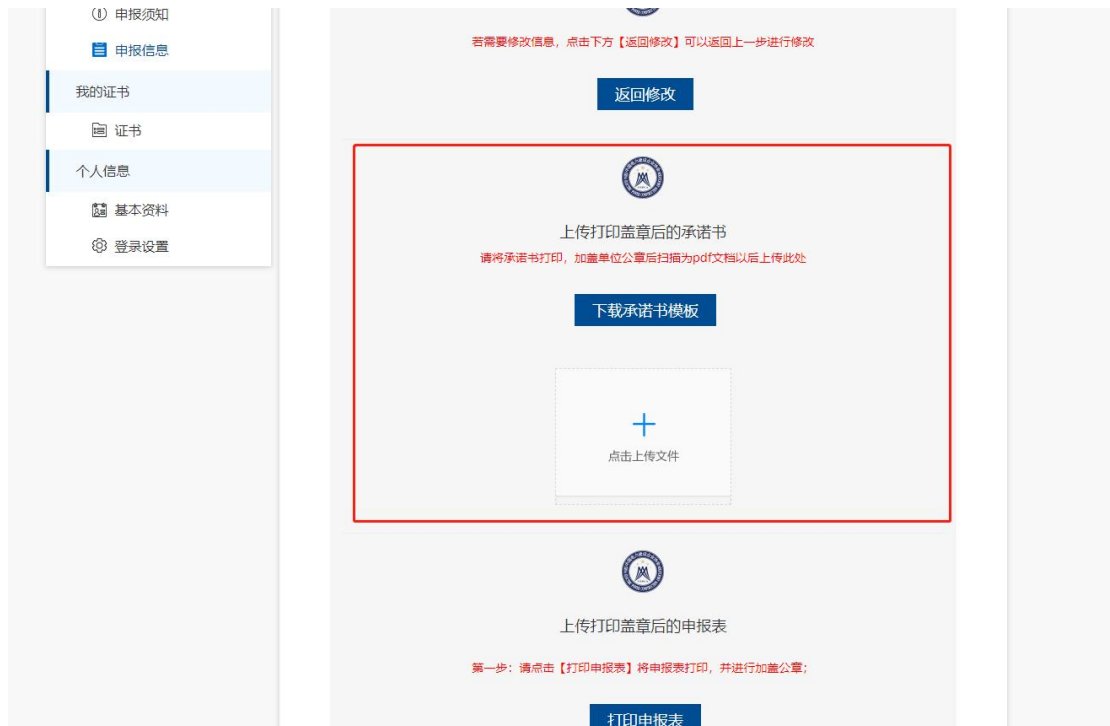 申报须知
申报信息
我的证书
证书
个人信息
基本资料
登录设置
若需要修改信息，点击下方【返回修改】可以返回上一步进行修改
返回修改
上传打印盖章后的承诺书
请将承诺书打印，加盖单位公章后扫描为pdf文档以后上传此处
下载承诺书模板
点击上传文件
上传打印盖章后的申报表
第一步：请点击【打印申报表】将申报表打印，并进行加盖公章；
打印申报表